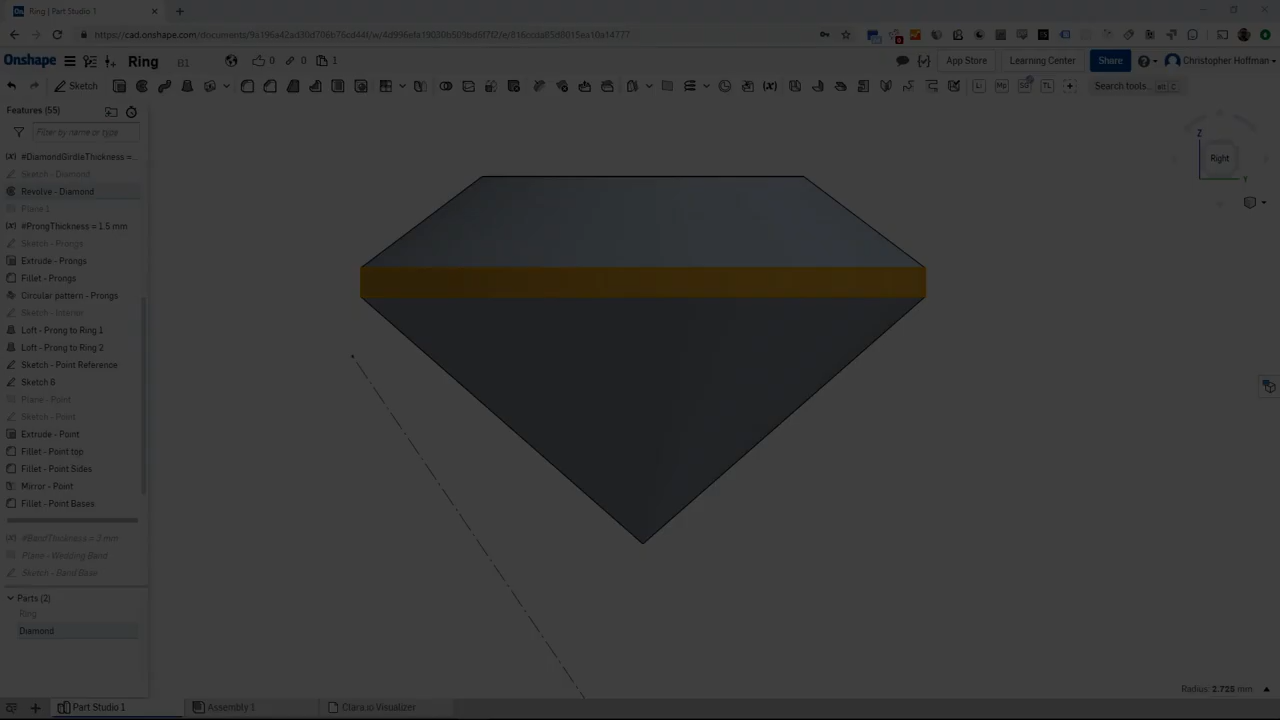 Ring | Part Studio 1
https://cad.onshape.com/documents/
Onshape
Ring
B1
0
0
1
App Store
Learning Center
Share
Christopher Hoffman
Sketch
Search tools...
Features (55)
Filter by name or type
#DiamondGirdleThickness = ...
Sketch - Diamond
Revolve - Diamond
Plane 1
#ProngThickness = 1.5 mm
Sketch - Prongs
Extrude - Prongs
Fillet - Prongs
Circular pattern - Prongs
Loft - Prong to Ring 1
Loft - Prong to Ring 2
Sketch - Point Reference
Sketch 6
Plane - Point
Sketch - Point
Extrude - Point
Fillet - Point top
Fillet - Point Sides
Mirror - Point
Fillet - Point Bases
#BandThickness = 3 mm
Plane - Wedding Band
Sketch - Band Base
Parts (2)
Ring
Diamond
Z
Right
Y
Radius: 2.725 mm
Part Studio 1
Assembly 1
Clara.io Visualizer